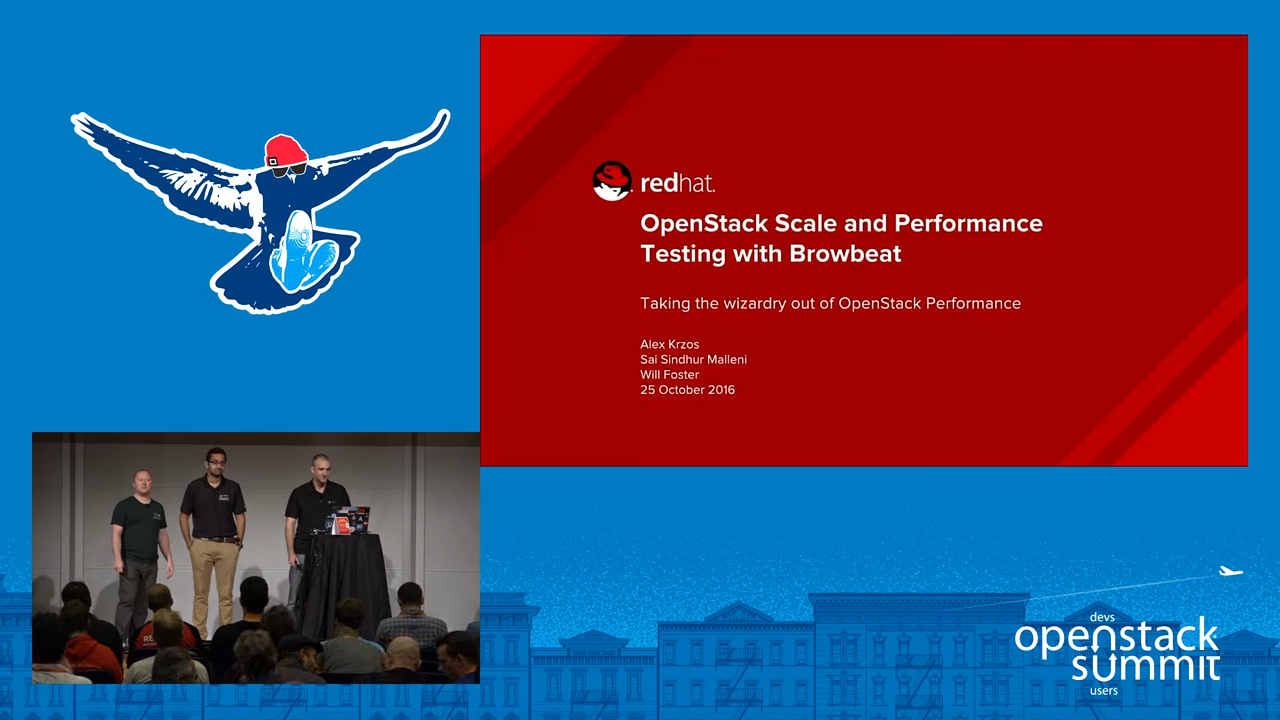 redhat.
OpenStack Scale and Performance
Testing with Browbeat
Taking the wizardry out of OpenStack Performance
Alex Krzos
Sai Sindhur Malleni
Will Foster
25 October 2016
devs
openstack
summit
users